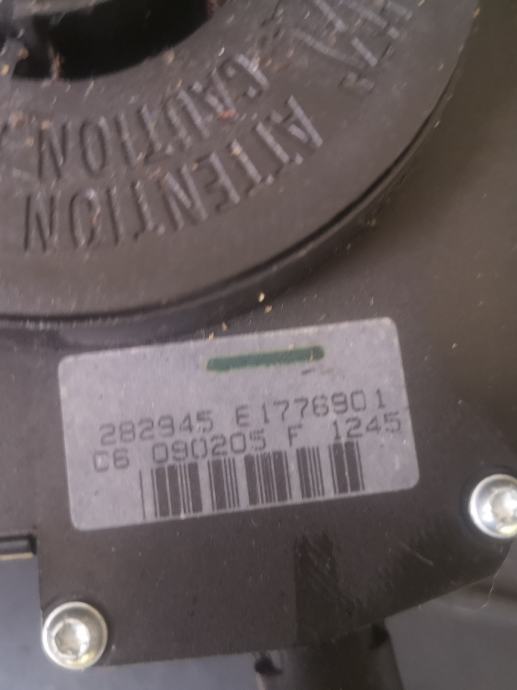 ATTENTION
CAUTION
282945 E1776901
C6 090205 F 1245